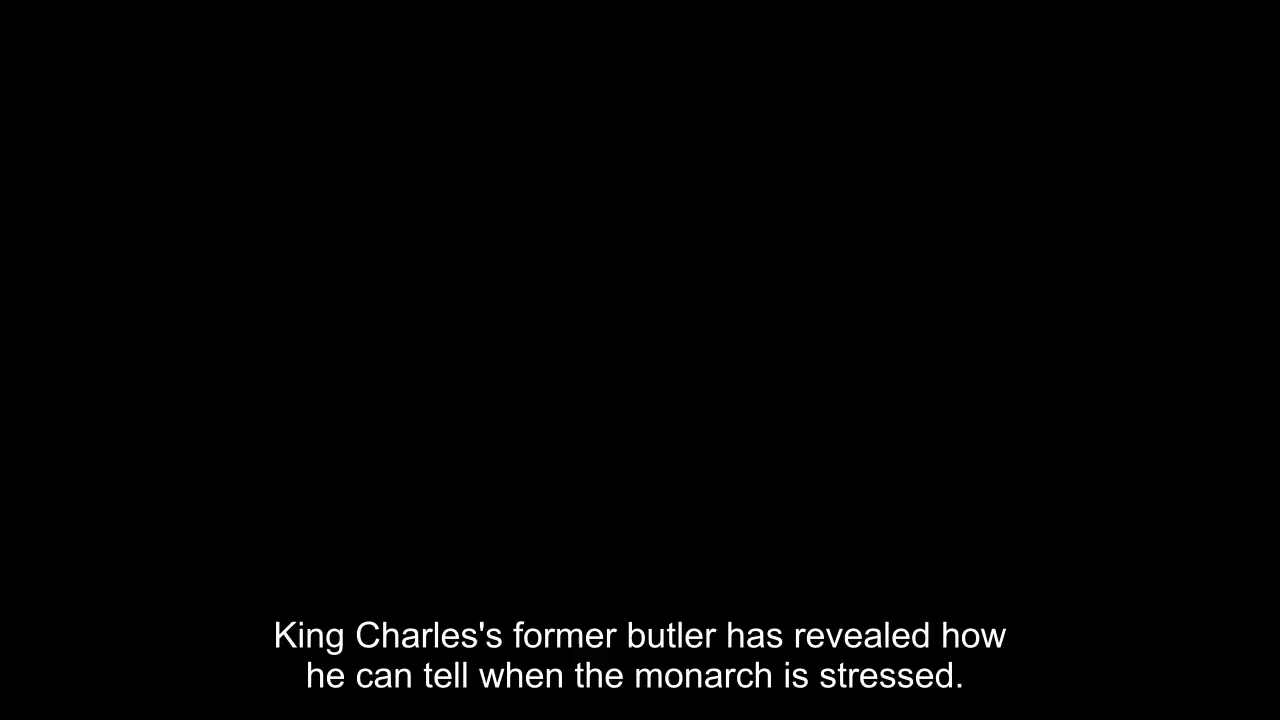 King Charles's former butler has revealed how
he can tell when the monarch is stressed.